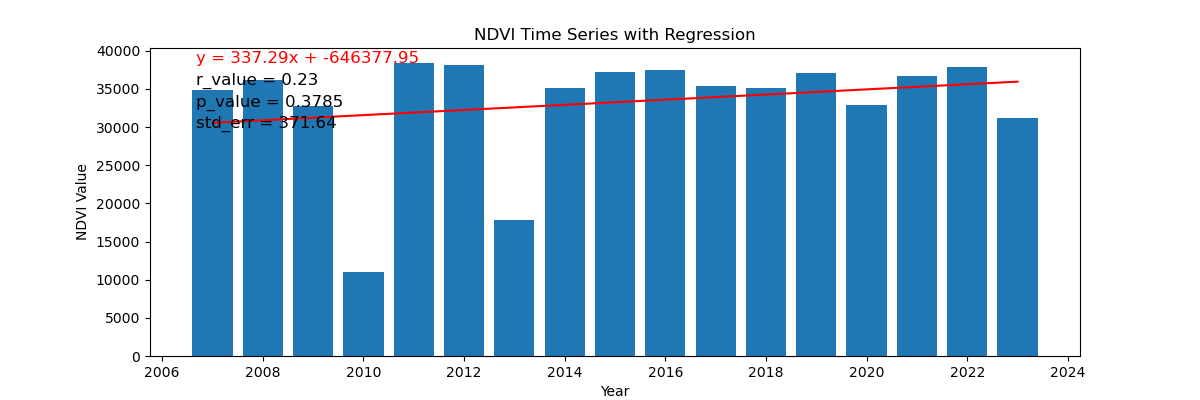 NDVI Time Series with Regression
y = 337.29x + -646377.95
r_value = 0.23
p_value = 0.3785
std_err = 371.64
NDVI Value
40000
35000
30000
25000
20000
15000
10000
5000
0
2006 2008 2010 2012 2014 2016 2018 2020 2022 2024
Year